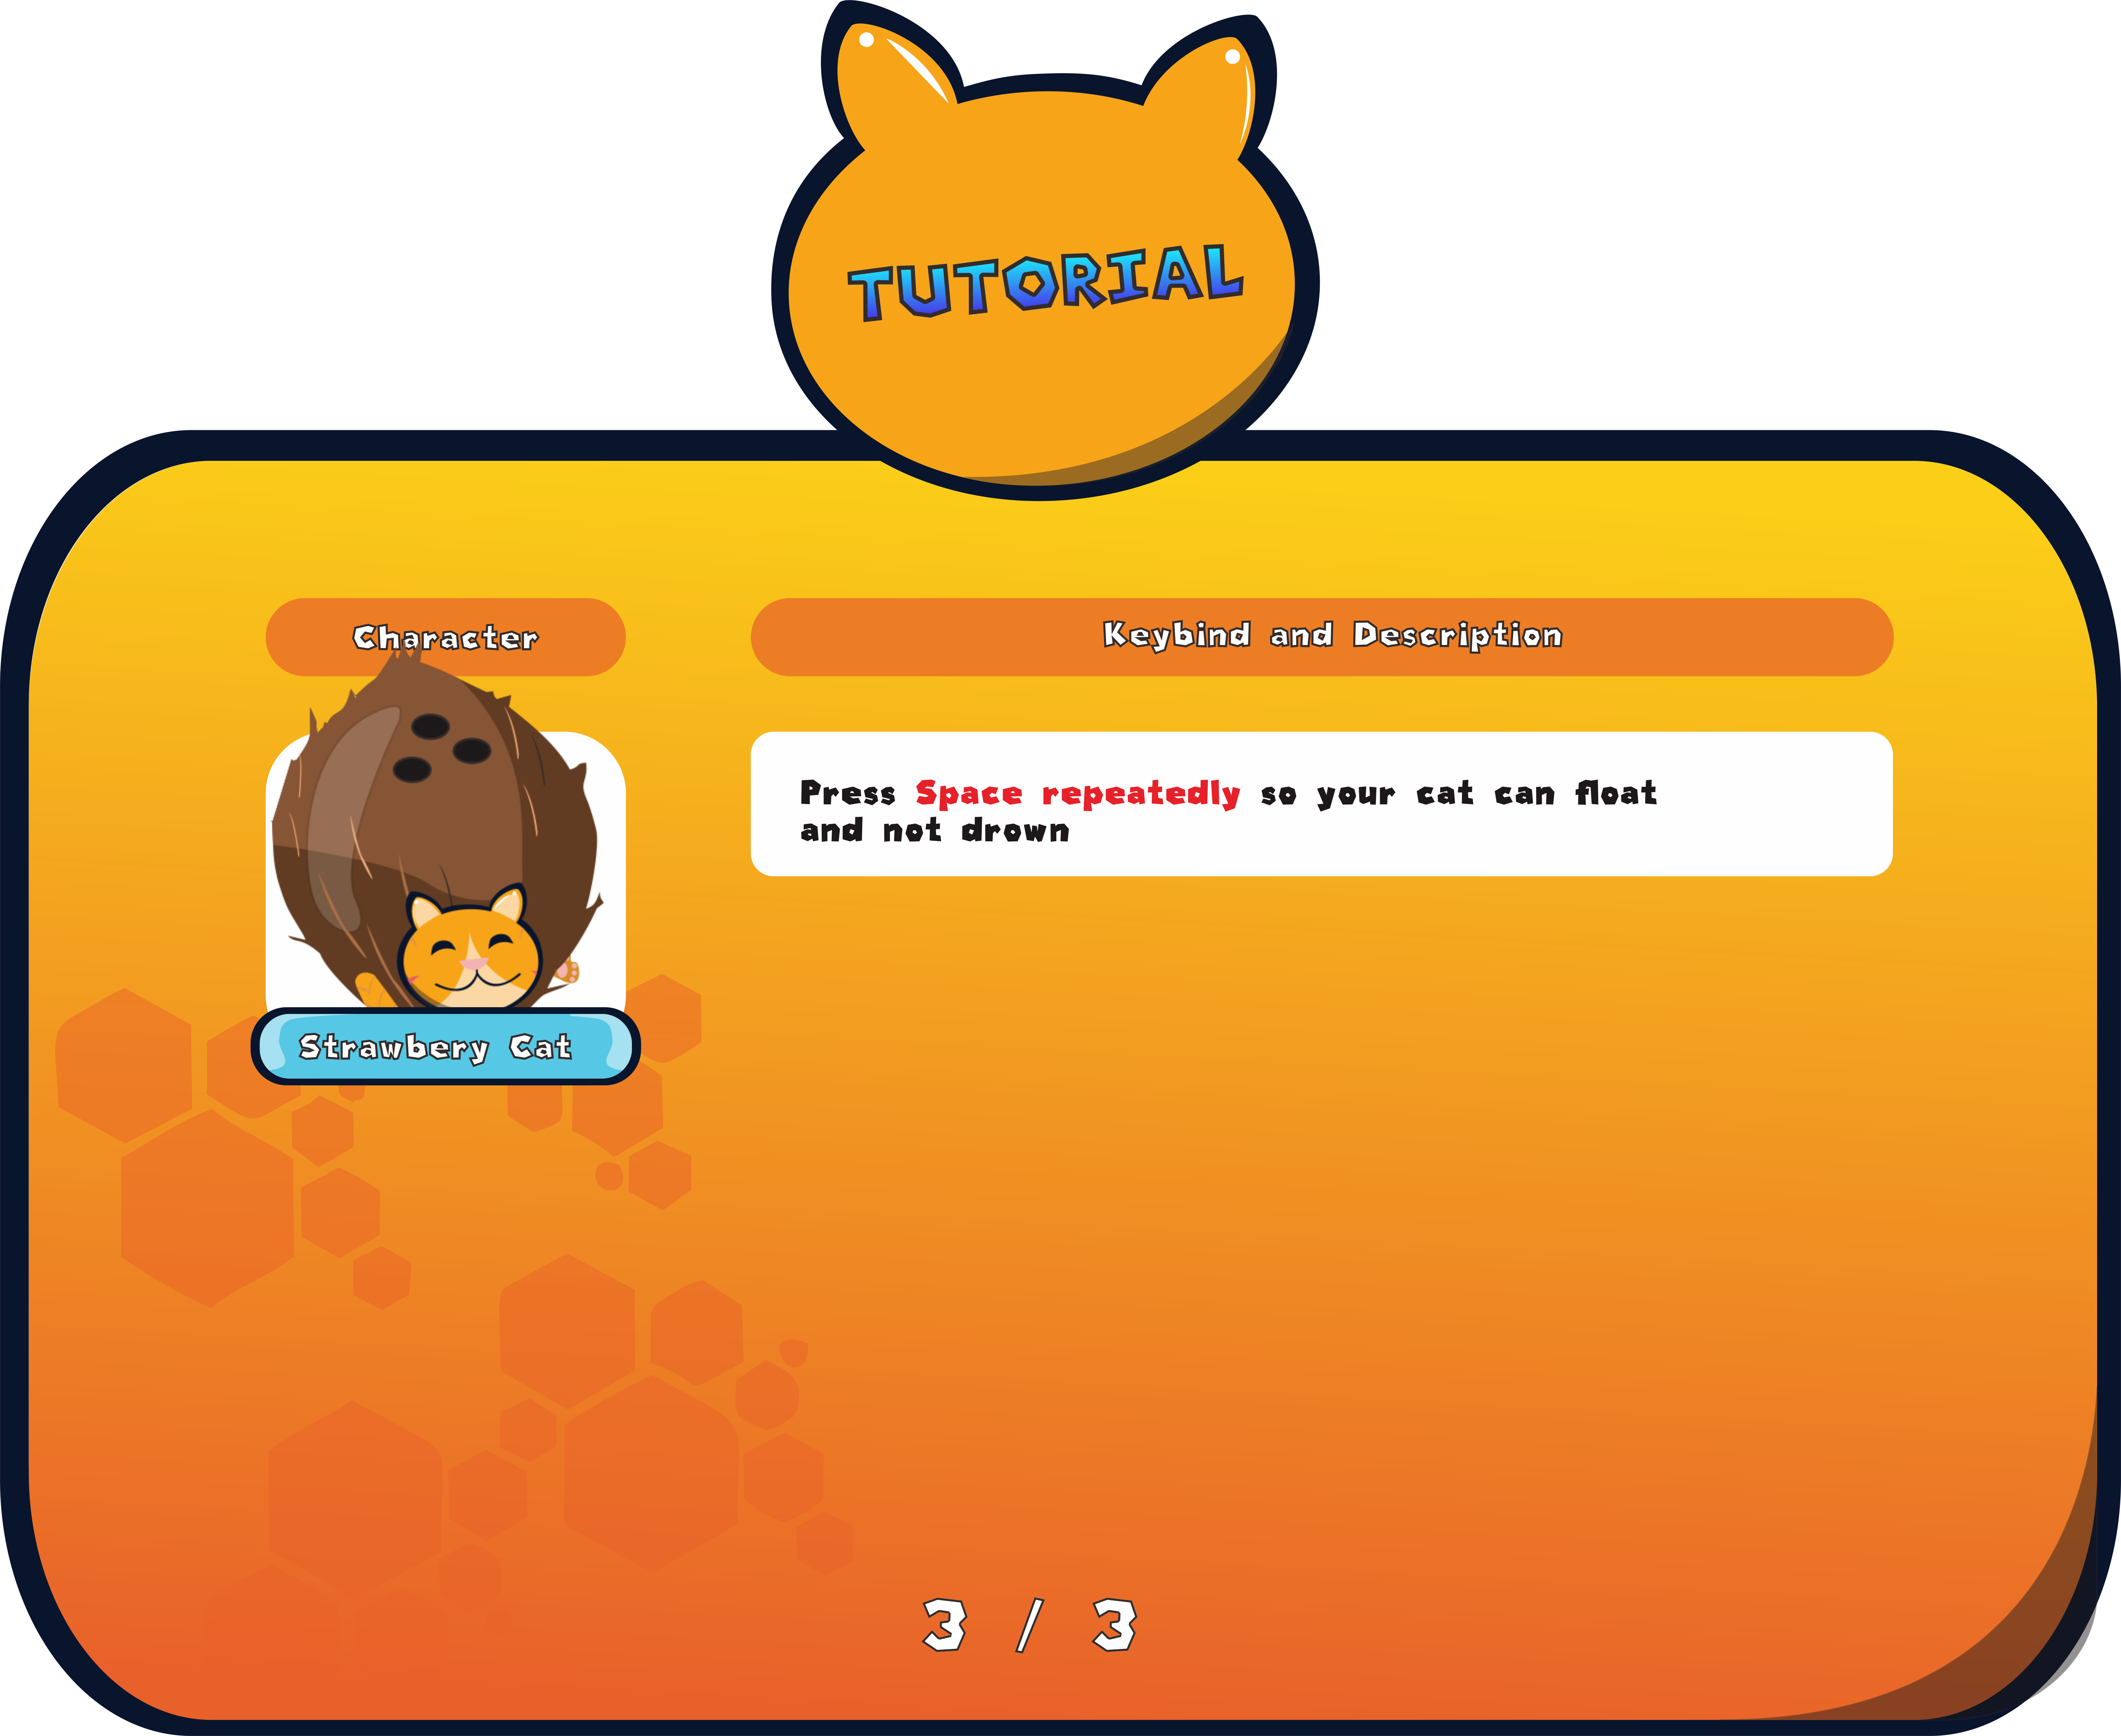 TUTORIAL
Character
Keybind and Description
Press Space repeatedly so your cat can float
and not drown
Strawbery Cat
3 / 3